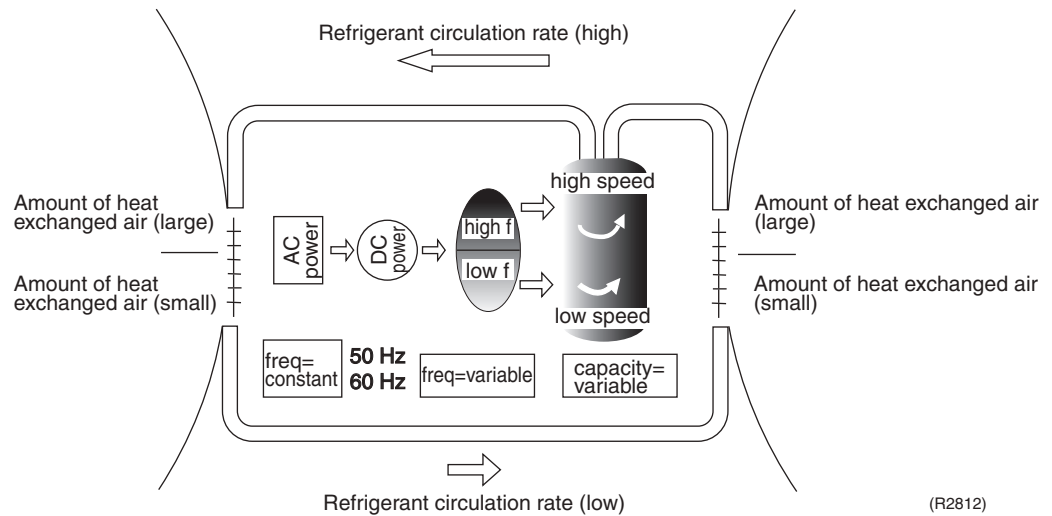 Refrigerant circulation rate (high)
Amount of heat
exchanged air (large)
Amount of heat
exchanged air (small)
AC
power
DC
power
high f
low f
high speed
low speed
Amount of heat exchanged air
(large)
Amount of heat exchanged air
(small)
freq=
constant
50 Hz
60 Hz
freq=variable
capacity=
variable
Refrigerant circulation rate (low)
(R2812)